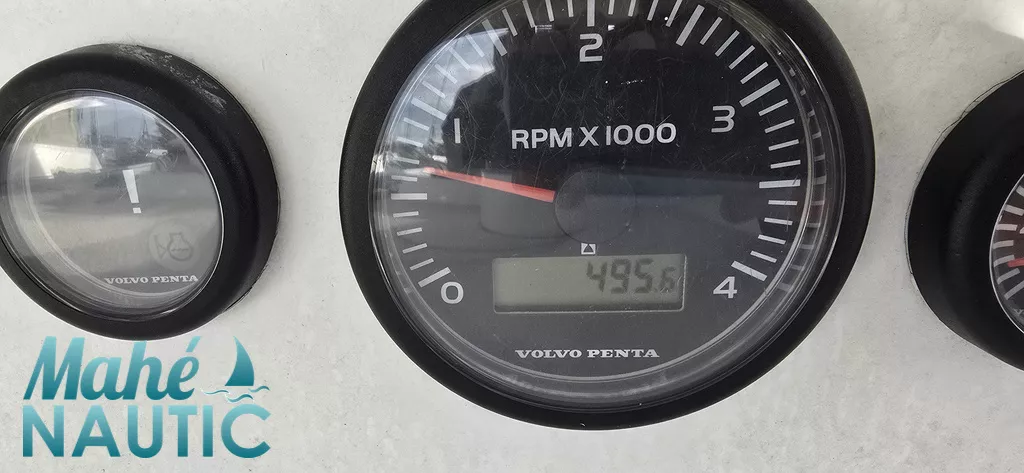 2
1
3
RPM X 1000
!
0
495.6
4
VOLVO PENTA
VOLVO PENTA
Mahé
NAUTIC